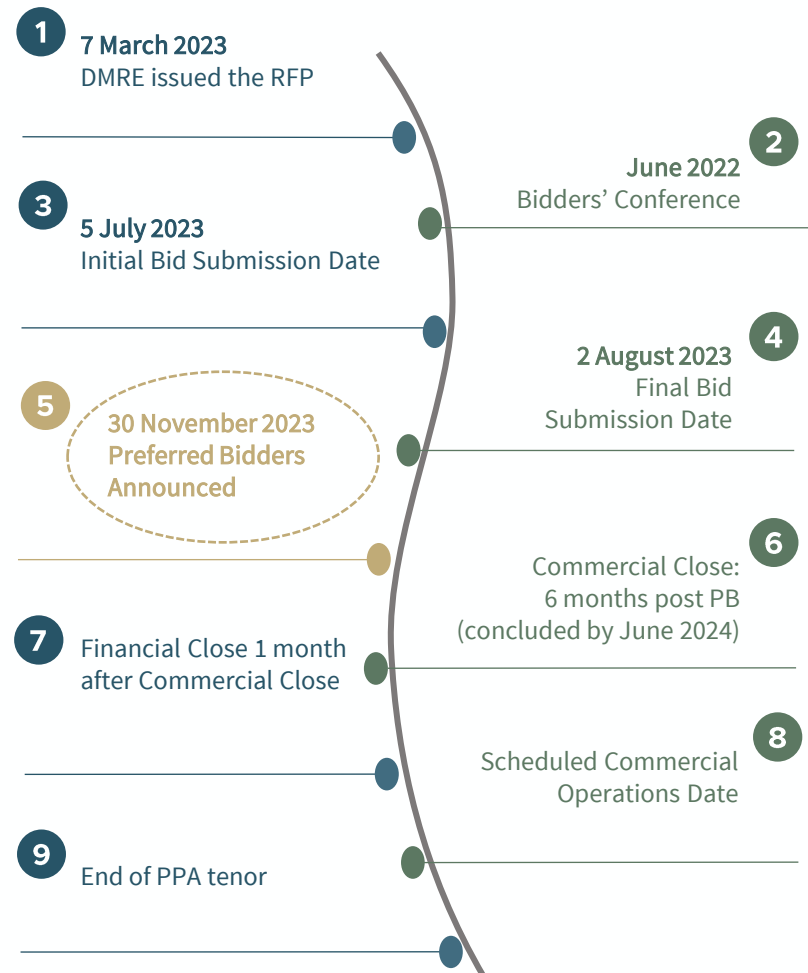 1
7 March 2023
DMRE issued the RFP
2
June 2022
Bidders’ Conference
3
5 July 2023
Initial Bid Submission Date
4
2 August 2023
Final Bid
Submission Date
5
30 November 2023
Preferred Bidders
Announced
6
Commercial Close:
6 months post PB
(concluded by June 2024)
7
Financial Close 1 month
after Commercial Close
8
Scheduled Commercial
Operations Date
9
End of PPA tenor